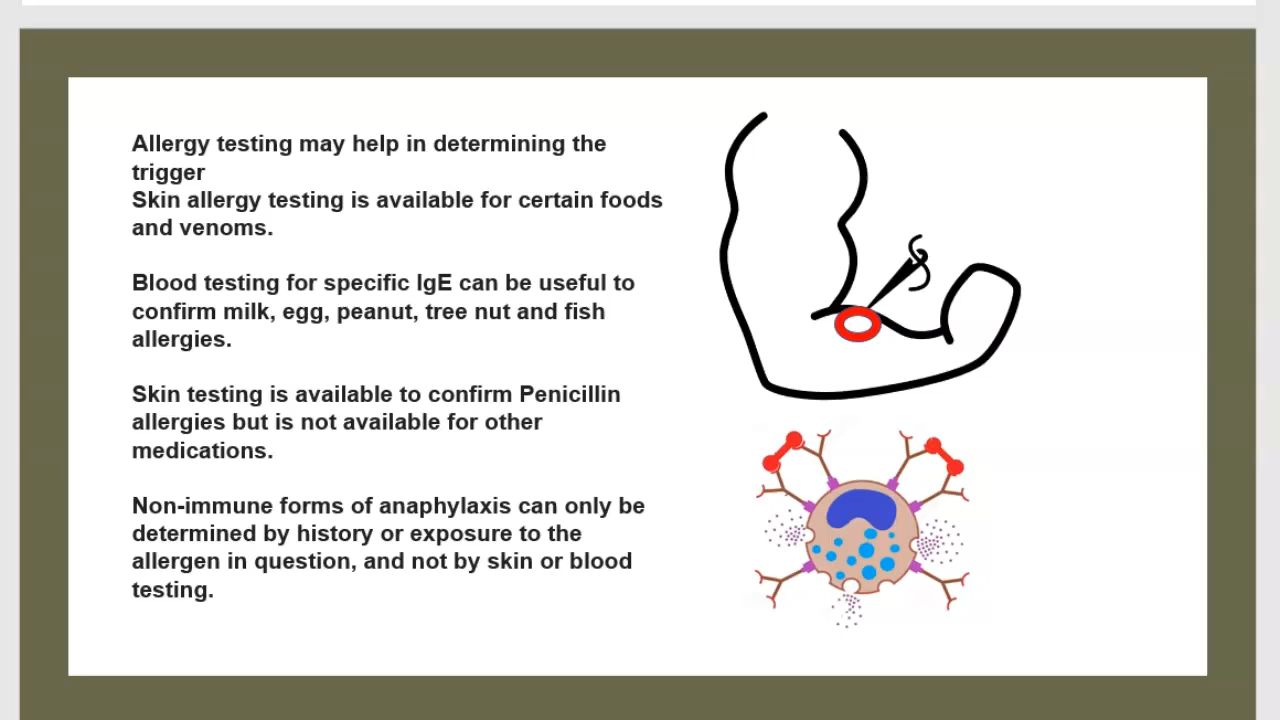 Allergy testing may help in determining the
trigger
Skin allergy testing is available for certain foods
and venoms.
Blood testing for specific IgE can be useful to
confirm milk, egg, peanut, tree nut and fish
allergies.
Skin testing is available to confirm Penicillin
allergies but is not available for other
medications.
Non-immune forms of anaphylaxis can only be
determined by history or exposure to the
allergen in question, and not by skin or blood
testing.